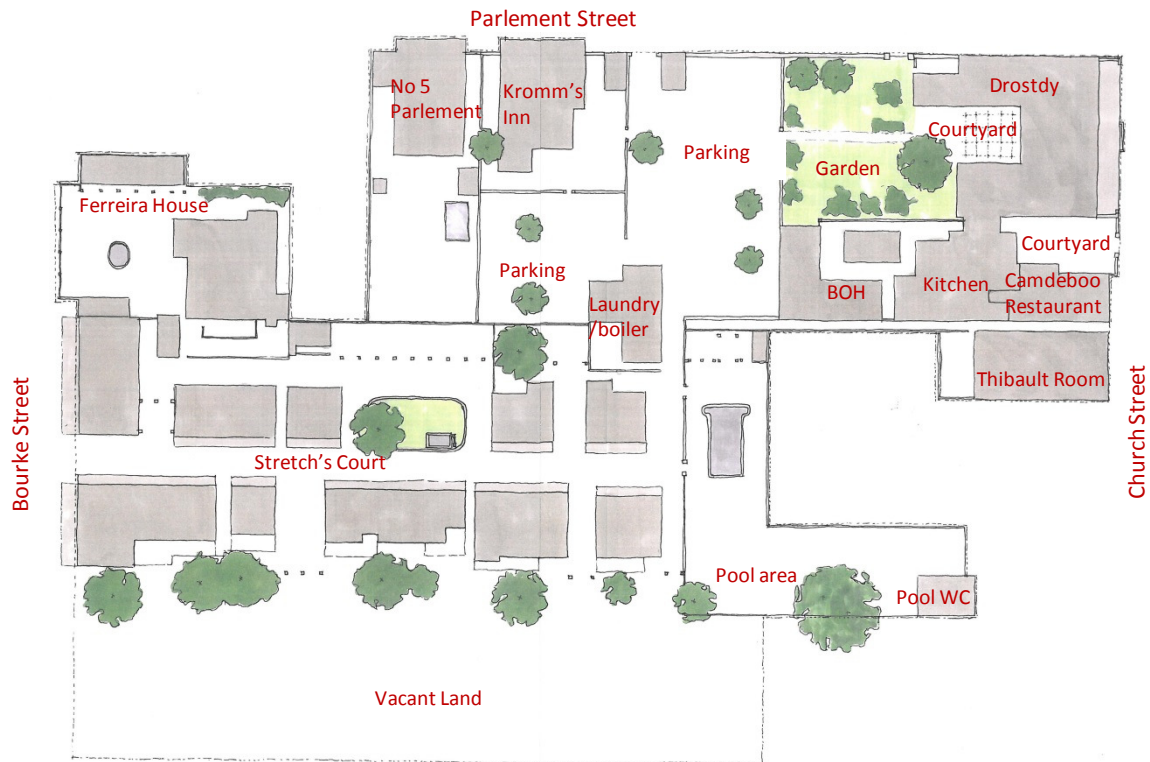 Parlement Street
No 5
Parlement
Kromm's
Inn
Drostdy
Courtyard
Parking
Garden
Ferreira House
Courtyard
Parking
BOH
Kitchen
Camdeboo
Restaurant
Laundry
/boiler
Thibault Room
Bourke Street
Church Street
Stretch's Court
Pool area
Pool WC
Vacant Land